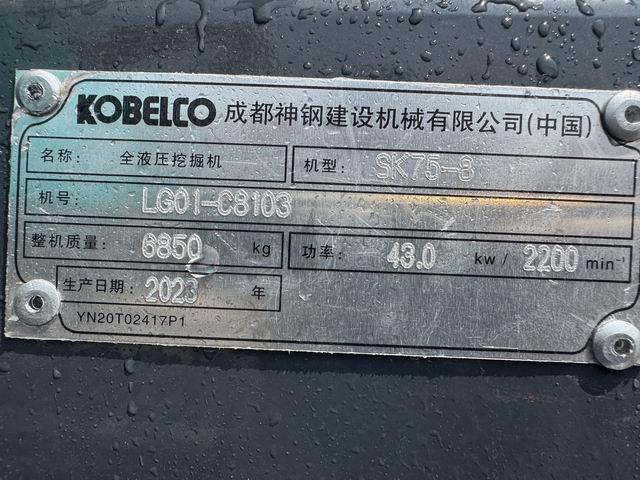 KOBELCO 成都神钢建设机械有限公司(中国)
名称: 全液压挖掘机 机型: SK75-8
机号: LG01-C8103
整机质量: 6850 kg 功率: 43.0 kw/ 2200 min⁻¹
生产日期: 2023 年
YN20T02417P1